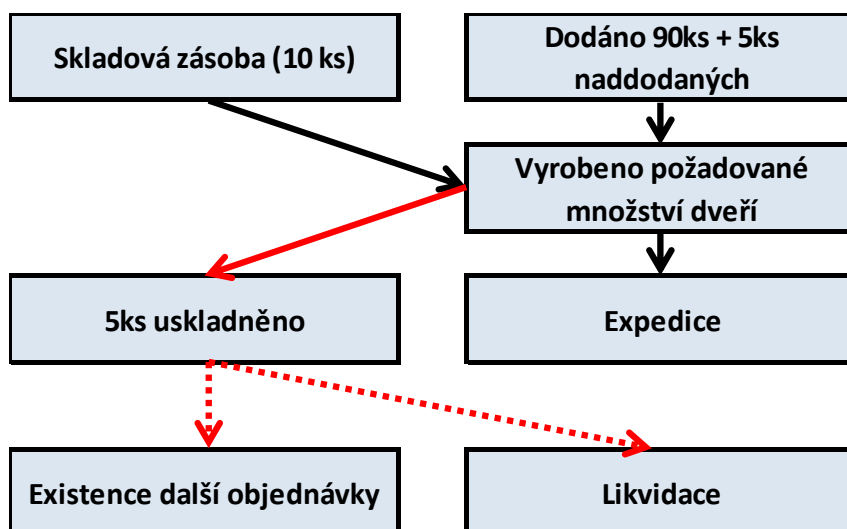 Skladová zásoba (10 ks)
Dodáno 90ks + 5ks
naddodaných
Vyrobeno požadované
množství dveří
5ks uskladněno
Expedice
Existence další objednávky
Likvidace